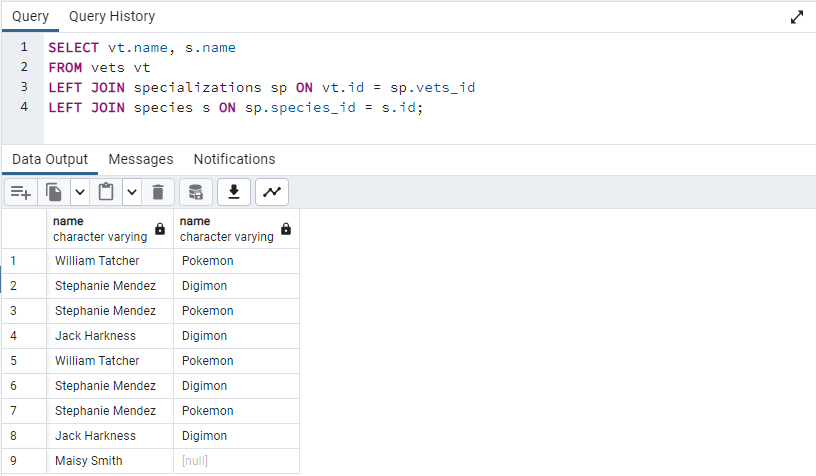 Query Query History
1 SELECT vt.name, s.name
2 FROM vets vt
3 LEFT JOIN specializations sp ON vt.id = sp.vets_id
4 LEFT JOIN species s ON sp.species_id = s.id;
Data Output Messages Notifications
name name
character varying character varying
1 William Tatcher Pokemon
2 Stephanie Mendez Digimon
3 Stephanie Mendez Pokemon
4 Jack Harkness Digimon
5 William Tatcher Pokemon
6 Stephanie Mendez Digimon
7 Stephanie Mendez Pokemon
8 Jack Harkness Digimon
9 Maisy Smith [null]